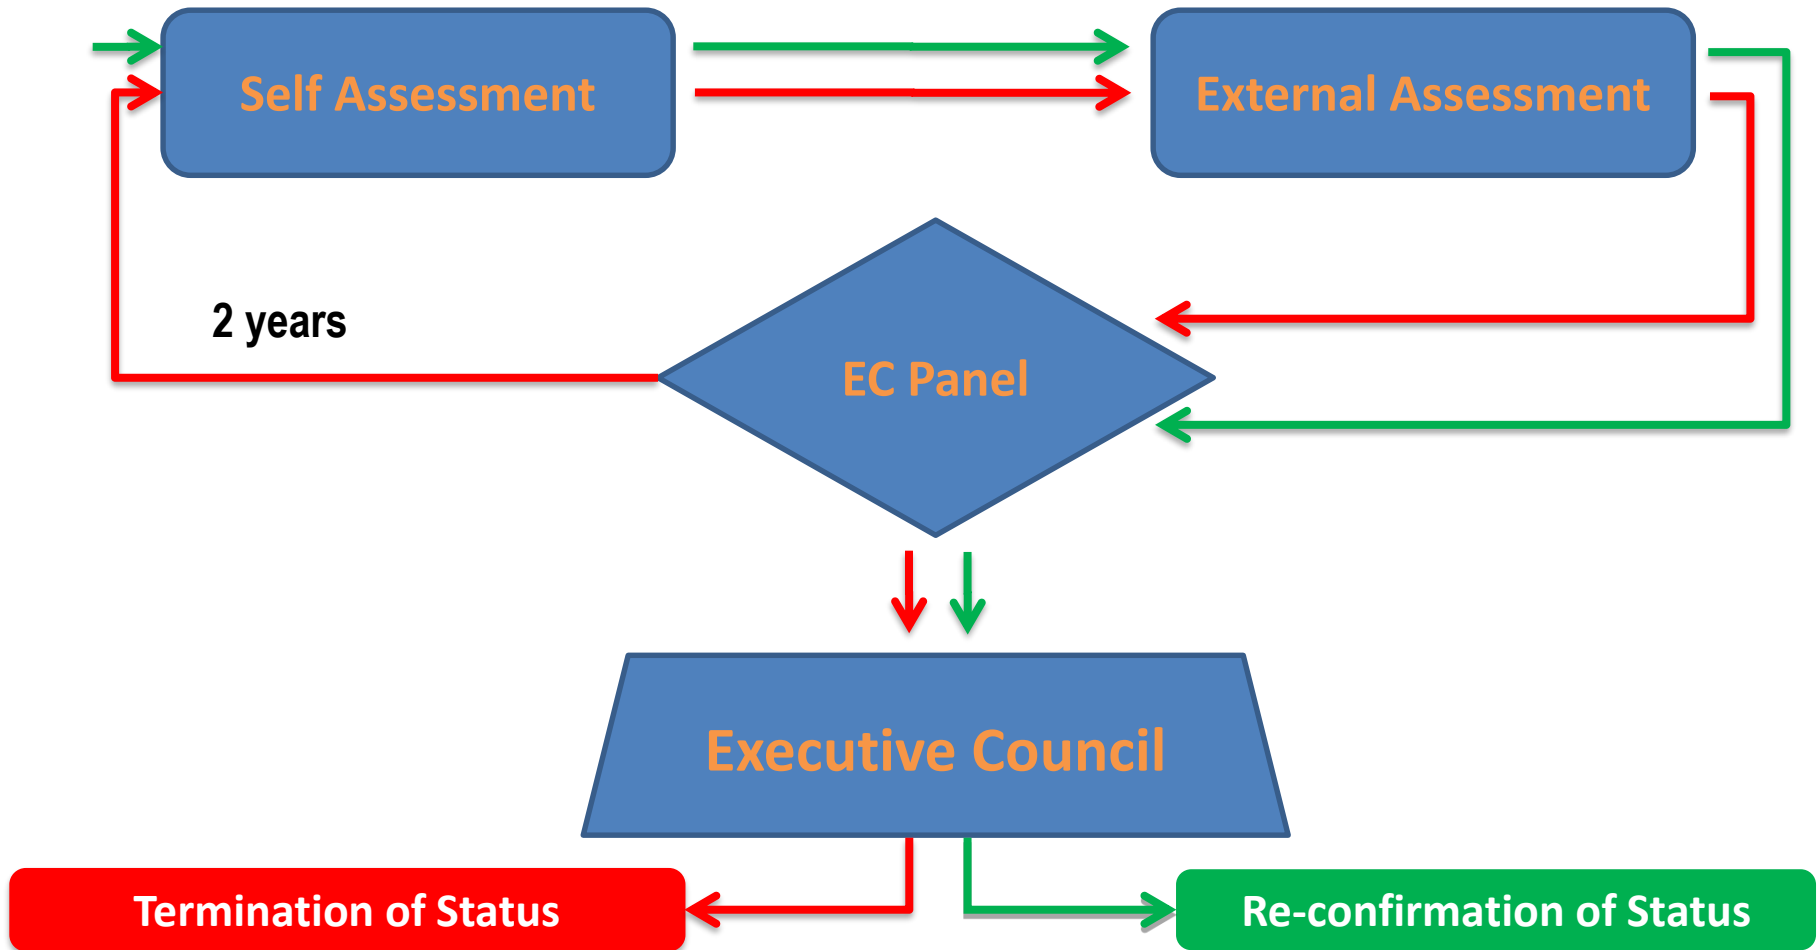 Self Assessment
External Assessment
2 years
EC Panel
Executive Council
Termination of Status
Re-confirmation of Status